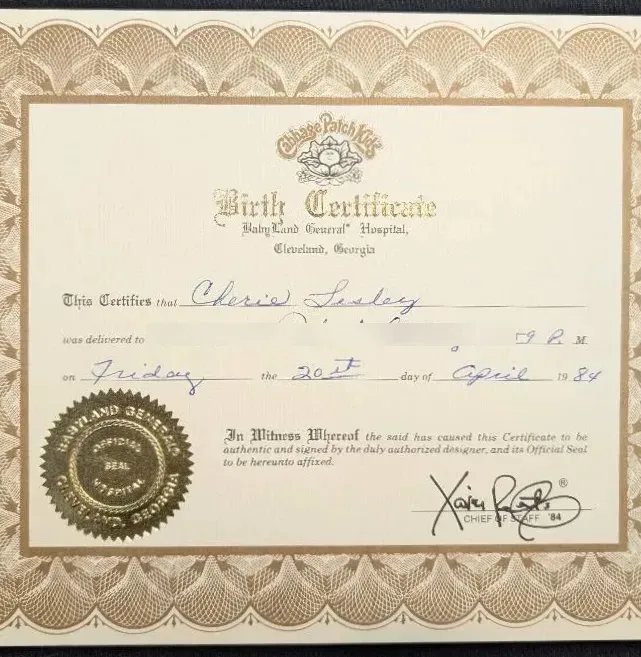 Cabbage Patch Kids
Birth Certificate
BabyLand General® Hospital,
Cleveland, Georgia
This Certifies that Cherie Lesley
was delivered to 9 P. M
on Friday the 20st day of April 1984
In Witness Whereof the said has caused this Certificate to be
authentic and signed by the duly authorized designer, and its Official Seal
to be hereunto affixed.
BABYLAND GENERAL
OFFICIAL
SEAL
HOSPITAL
CLEVELAND, GEORGIA
Xavier Roberts ®
CHIEF OF STAFF '84